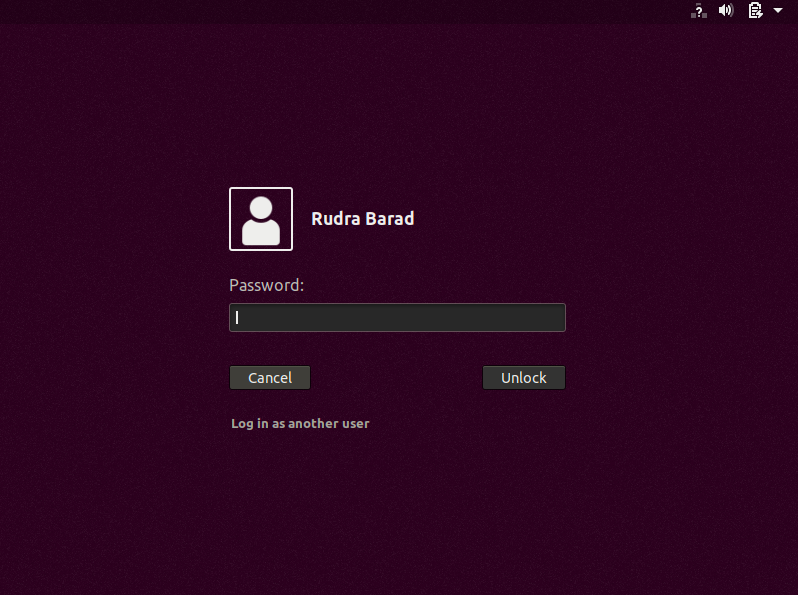 Rudra Barad
Password:
Cancel
Unlock
Log in as another user